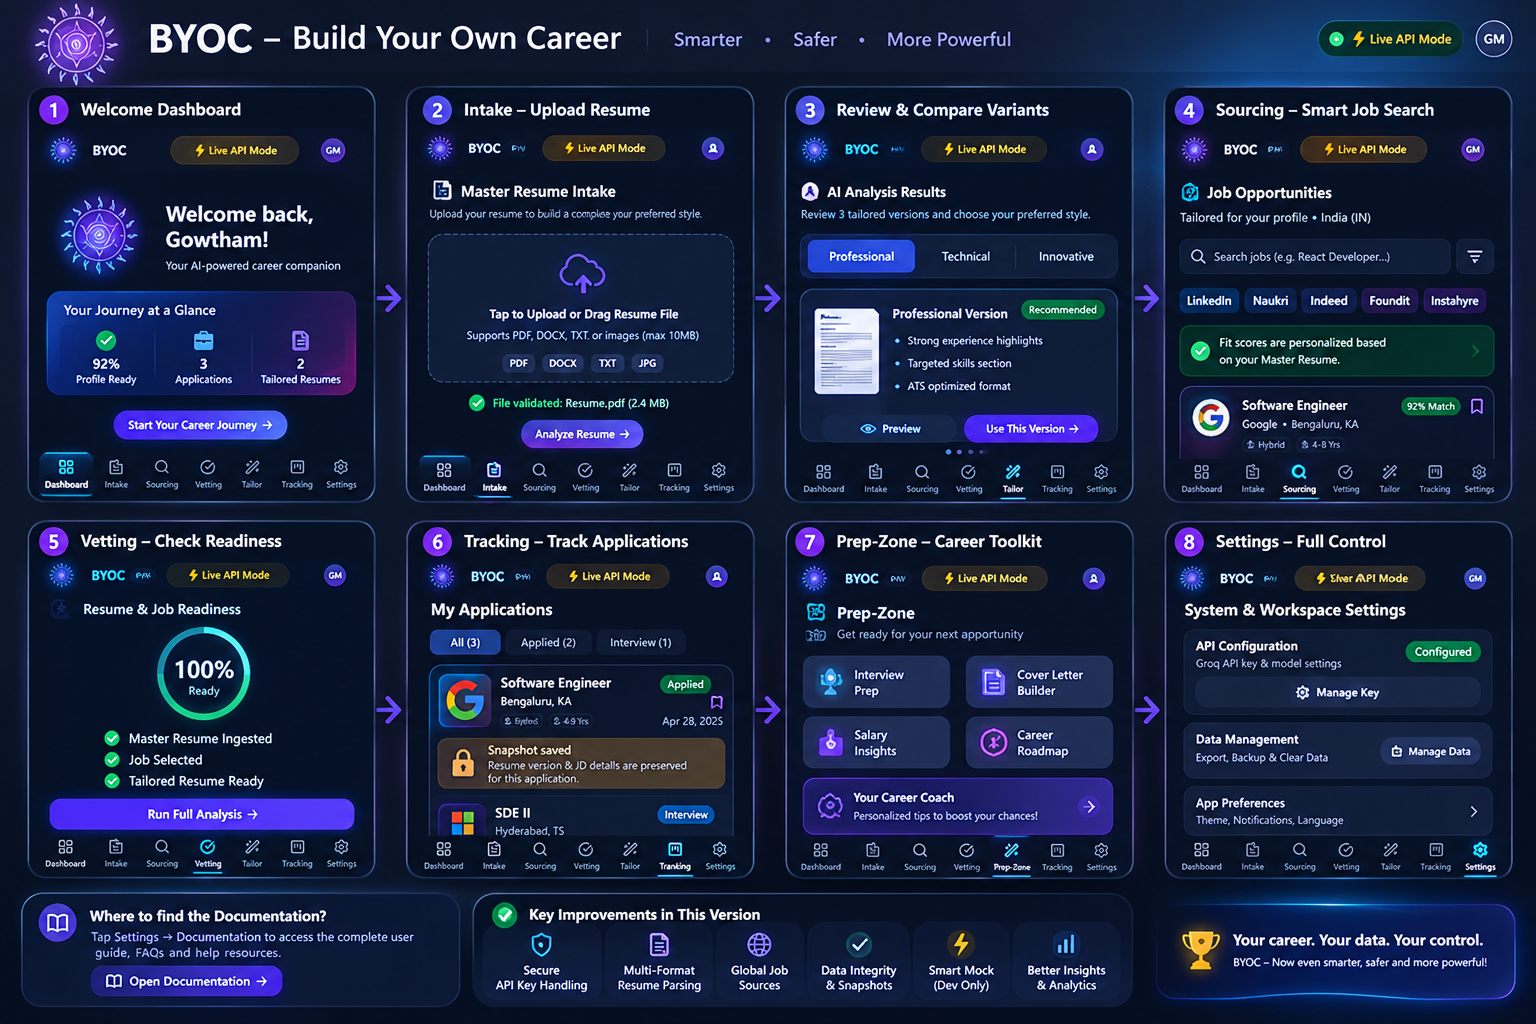 BYOC – Build Your Own Career
Smarter • Safer • More Powerful
Live API Mode
GM
1 Welcome Dashboard
BYOC
Live API Mode
GM
Welcome back,
Gowtham!
Your AI-powered career companion
Your Journey at a Glance
92%
Profile Ready
3
Applications
2
Tailored Resumes
Start Your Career Journey →
Dashboard Intake Sourcing Vetting Tailor Tracking Settings
2 Intake – Upload Resume
BYOC
Live API Mode
Master Resume Intake
Upload your resume to build a complete your preferred style.
Tap to Upload or Drag Resume File
Supports PDF, DOCX, TXT. or images (max 10MB)
PDF DOCX TXT JPG
File validated: Resume.pdf (2.4 MB)
Analyze Resume →
Dashboard Intake Sourcing Vetting Tailor Tracking Settings
3 Review & Compare Variants
BYOC
Live API Mode
AI Analysis Results
Review 3 tailored versions and choose your preferred style.
Professional Technical Innovative
Professional Version
Recommended
• Strong experience highlights
• Targeted skills section
• ATS optimized format
Preview
Use This Version →
Dashboard Intake Sourcing Vetting Tailor Tracking Settings
4 Sourcing – Smart Job Search
BYOC
Live API Mode
GM
Job Opportunities
Tailored for your profile • India (IN)
Search jobs (e.g. React Developer...)
LinkedIn Naukri Indeed Foundit Instahyre
Fit scores are personalized based
on your Master Resume.
Software Engineer
92% Match
Google • Bengaluru, KA
Hybrid 4-8 Yrs
Dashboard Intake Sourcing Vetting Tailor Tracking Settings
5 Vetting – Check Readiness
BYOC
Live API Mode
GM
Resume & Job Readiness
100%
Ready
Master Resume Ingested
Job Selected
Tailored Resume Ready
Run Full Analysis →
Dashboard Intake Sourcing Vetting Tailor Tracking Settings
6 Tracking – Track Applications
BYOC
Live API Mode
My Applications
All (3) Applied (2) Interview (1)
Software Engineer
Applied
Bengaluru, KA
4-9 Yrs
Apr 28, 2025
Snapshot saved
Resume version & JD details are preserved
for this application.
SDE II
Interview
Hyderabad, TS
Dashboard Intake Sourcing Vetting Tailor Tranking Settings
7 Prep-Zone – Career Toolkit
BYOC
Live API Mode
Prep-Zone
Get ready for your next apportunity
Interview
Prep
Cover Letter
Builder
Salary
Insights
Career
Roadmap
Your Career Coach
Personalized tips to boost your chances!
Dashboard Intake Sourcing Vetting Prep-Zone Tracking Settings
8 Settings – Full Control
BYOC
API Mode
GM
System & Workspace Settings
API Configuration
Groq API key & model settings
Configured
Manage Key
Data Management
Export, Backup & Clear Data
Manage Data
App Preferences
Theme, Notifications, Language
Dashboard Intake Sourcing Vetting Tailor Tracking Settings
Where to find the Documentation?
Tap Settings → Documentation to access the complete user
guide, FAQs and help resources.
Open Documentation →
Key Improvements in This Version
Secure
API Key Handling
Multi-Format
Resume Parsing
Global Job
Sources
Data Integrity
& Snapshots
Smart Mock
(Dev Only)
Better Insights
& Analytics
Your career. Your data. Your control.
BYOC – Now even smarter, safer and more powerful!